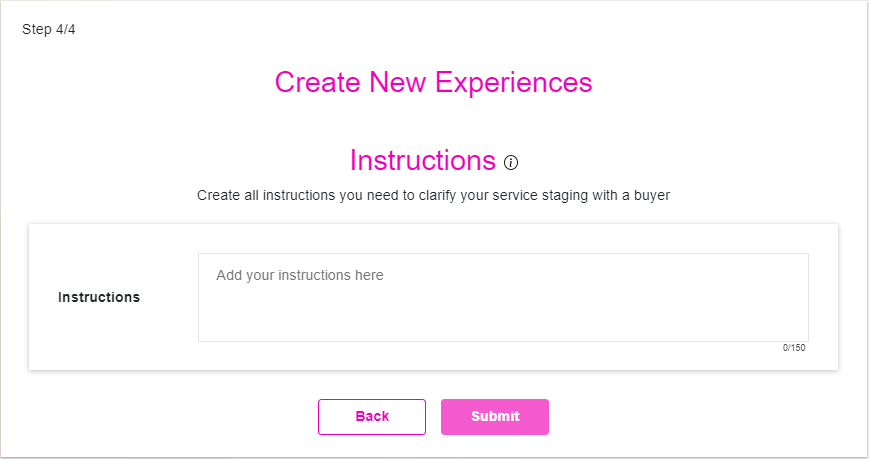 Step 4/4
Create New Experiences
Instructions
Create all instructions you need to clarify your service staging with a buyer
Instructions
Add your instructions here
0/150
Back
Submit